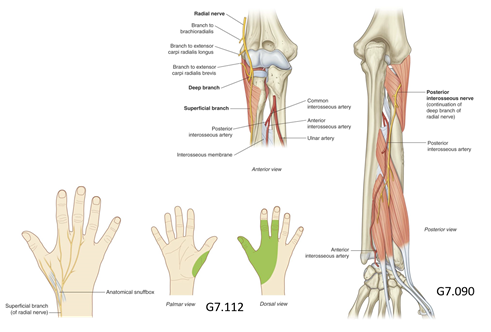 Radial nerve
Branch to
brachioradialis
Branch to extensor
carpi radialis longus
Branch to extensor
carpi radialis brevis
Deep branch
Superficial branch
Posterior
interosseous artery
Interosseous membrane
Common
interosseous artery
Anterior
interosseous artery
Ulnar artery
Anterior view
Posterior
interosseous nerve
(continuation of
deep branch of
radial nerve)
Posterior
interosseous artery
Posterior view
Anterior
interosseous artery
G7.090
Anatomical snuffbox
Superficial branch
(of radial nerve)
Palmar view
G7.112
Dorsal view